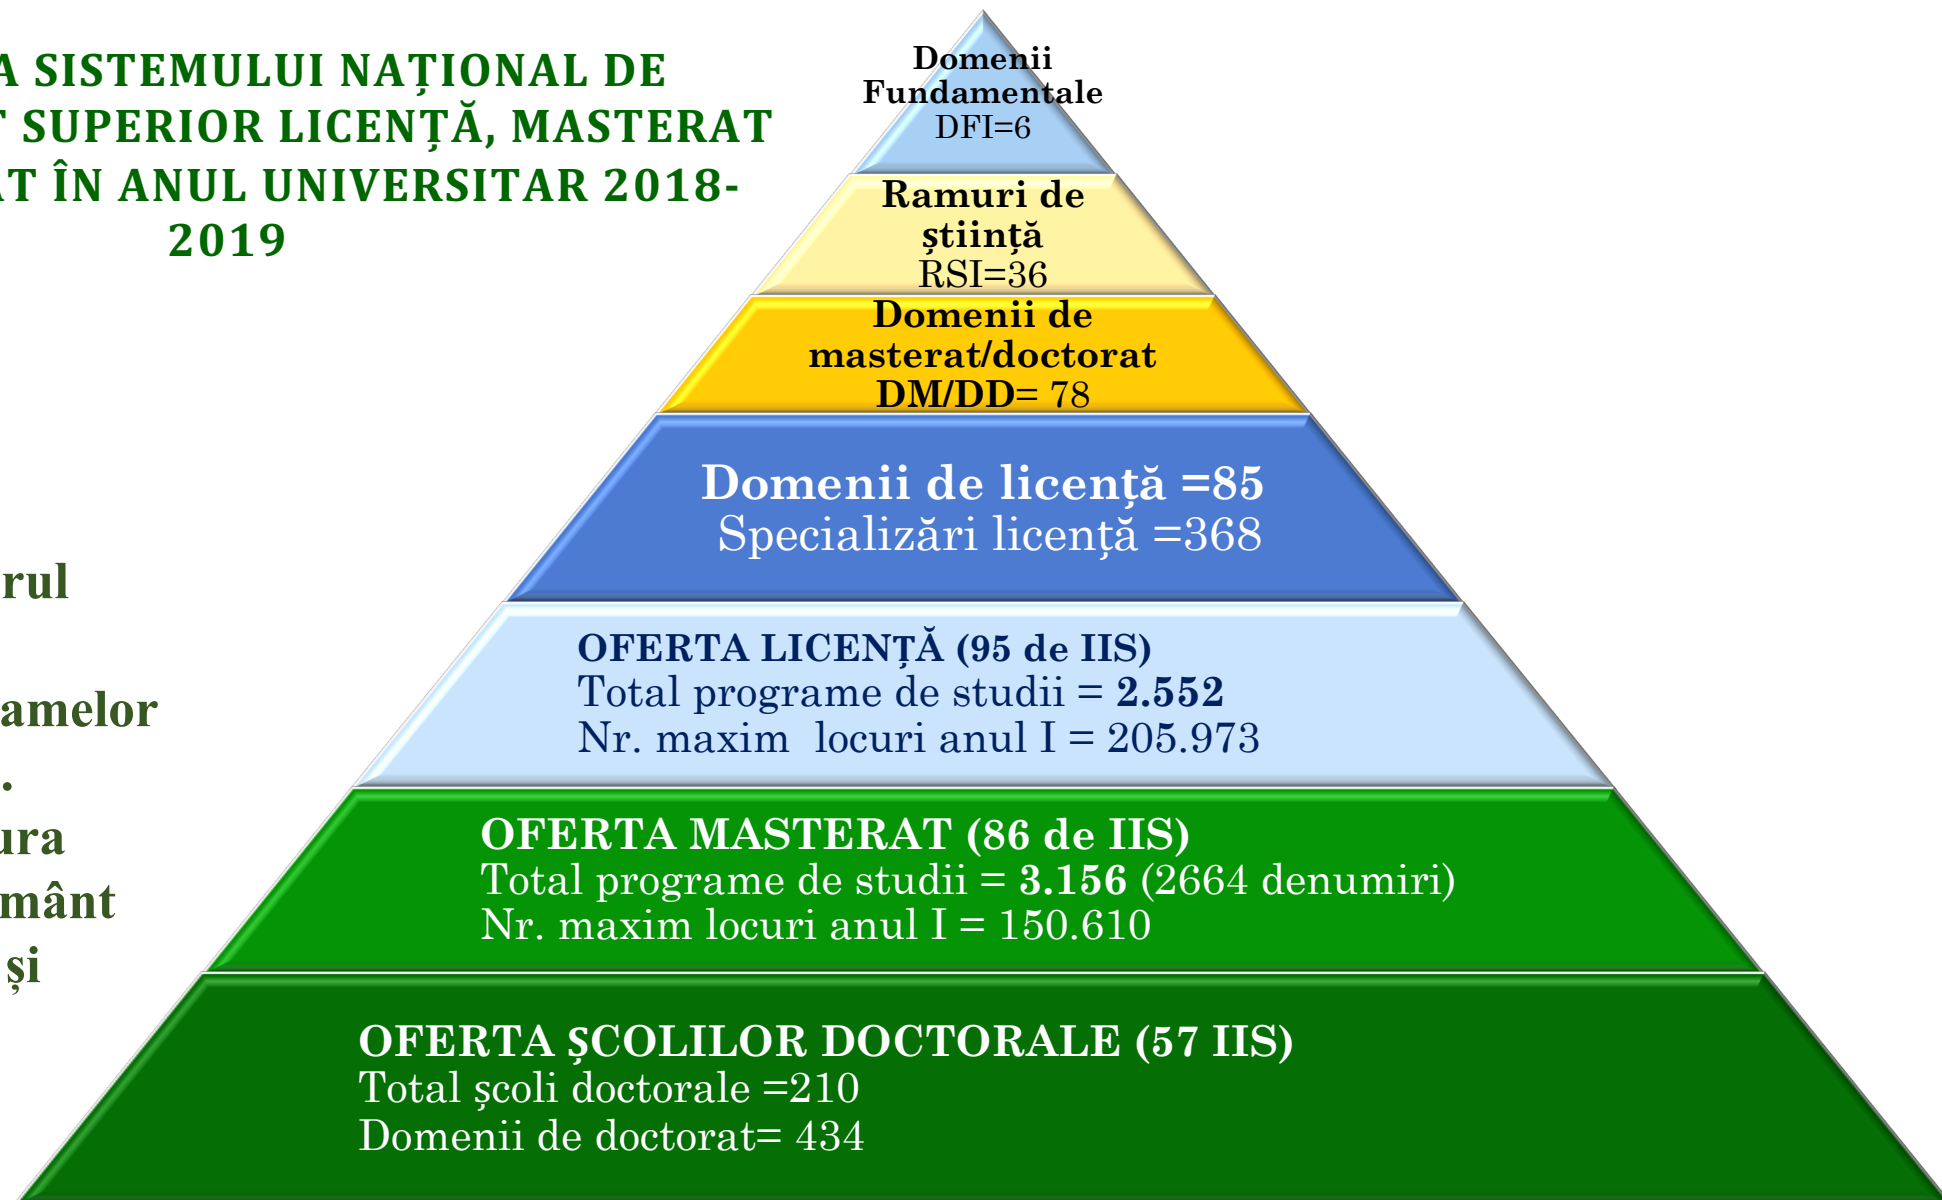 A SISTEMULUI NAȚIONAL DE
SUPERIOR LICENȚĂ, MASTERAT
ÎN ANUL UNIVERSITAR 2018-
2019
Domenii
Fundamentale
DFI=6
Ramuri de
știință
RSI=36
Domenii de
masterat/doctorat
DM/DD= 78
Domenii de licență =85
Specializări licență =368
OFERTA LICENȚĂ (95 de IIS)
Total programe de studii = 2.552
Nr. maxim locuri anul I = 205.973
OFERTA MASTERAT (86 de IIS)
Total programe de studii = 3.156 (2664 denumiri)
Nr. maxim locuri anul I = 150.610
OFERTA ȘCOLILOR DOCTORALE (57 IIS)
Total școli doctorale =210
Domenii de doctorat= 434
rul
amelor
.
ura
mânt
și